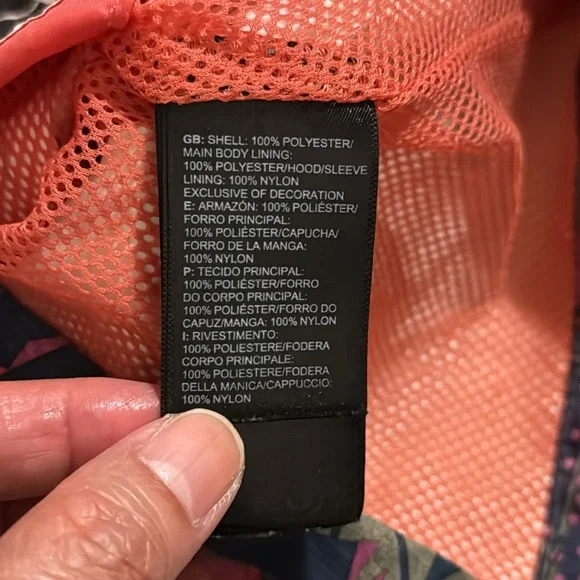 GB: SHELL: 100% POLYESTER/
MAIN BODY LINING:
100% POLYESTER/HOOD/SLEEVE
LINING: 100% NYLON
EXCLUSIVE OF DECORATION
E: ARMAZÓN: 100% POLIÉSTER/
FORRO PRINCIPAL:
100% POLIÉSTER/CAPUCHA/
FORRO DE LA MANGA:
100% NYLON
P: TECIDO PRINCIPAL:
100% POLIÉSTER/FORRO
DO CORPO PRINCIPAL:
100% POLIÉSTER/FORRO DO
CAPUZ/MANGA: 100% NYLON
I: RIVESTIMENTO:
100% POLIESTERE/FODERA
CORPO PRINCIPALE:
100% POLIESTERE/FODERA
DELLA MANICA/CAPPUCCIO:
100% NYLON